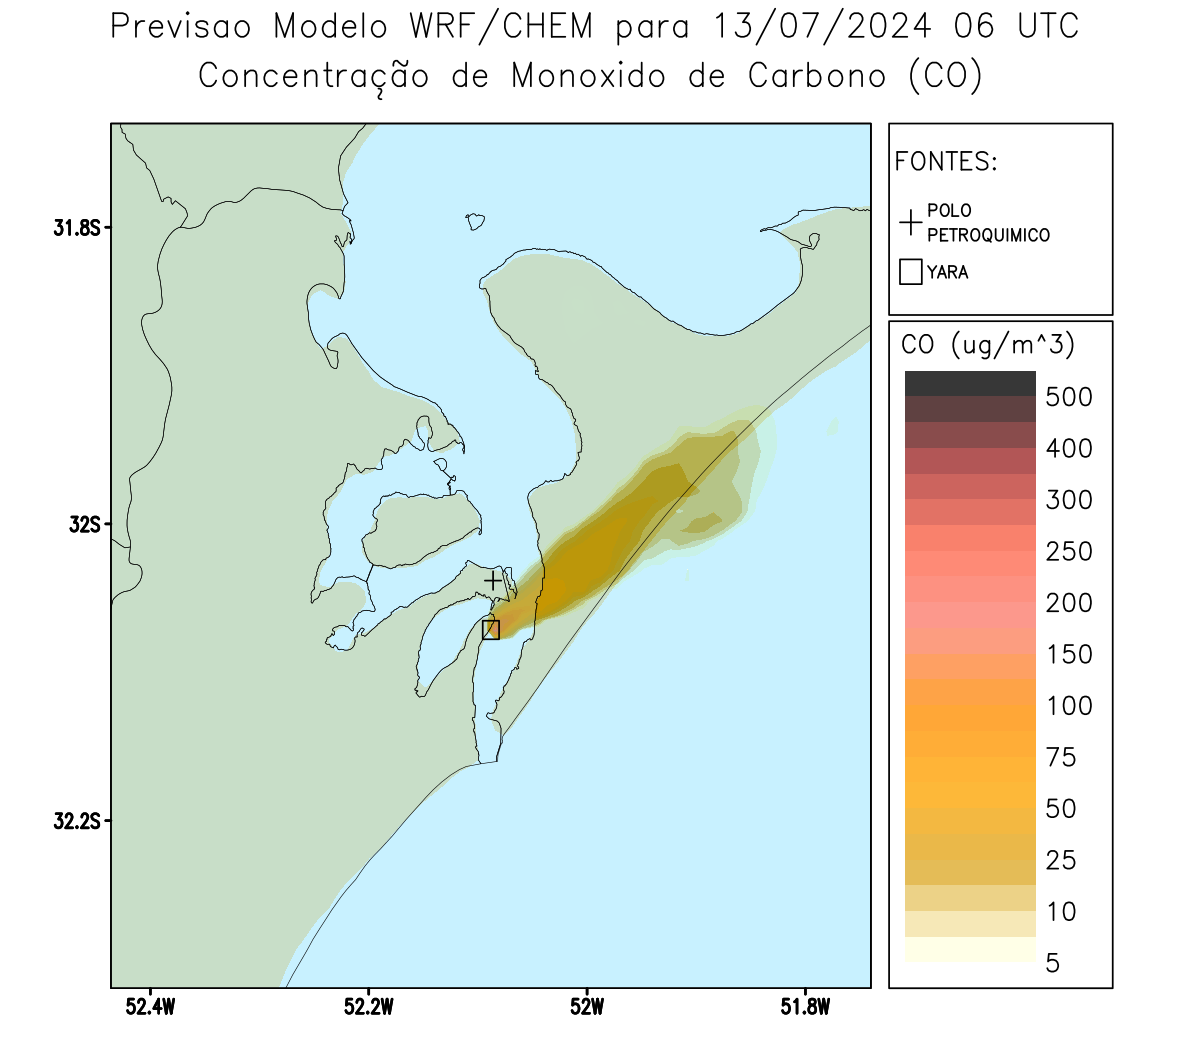 Previsao Modelo WRF/CHEM para 13/07/2024 06 UTC
Concentração de Monoxido de Carbono (CO)
FONTES:
POLO
PETROQUIMICO
YARA
CO (ug/m^3)
500
400
300
250
200
150
100
75
50
25
10
5
31.8S
32S
32.2S
52.4W
52.2W
52W
51.8W